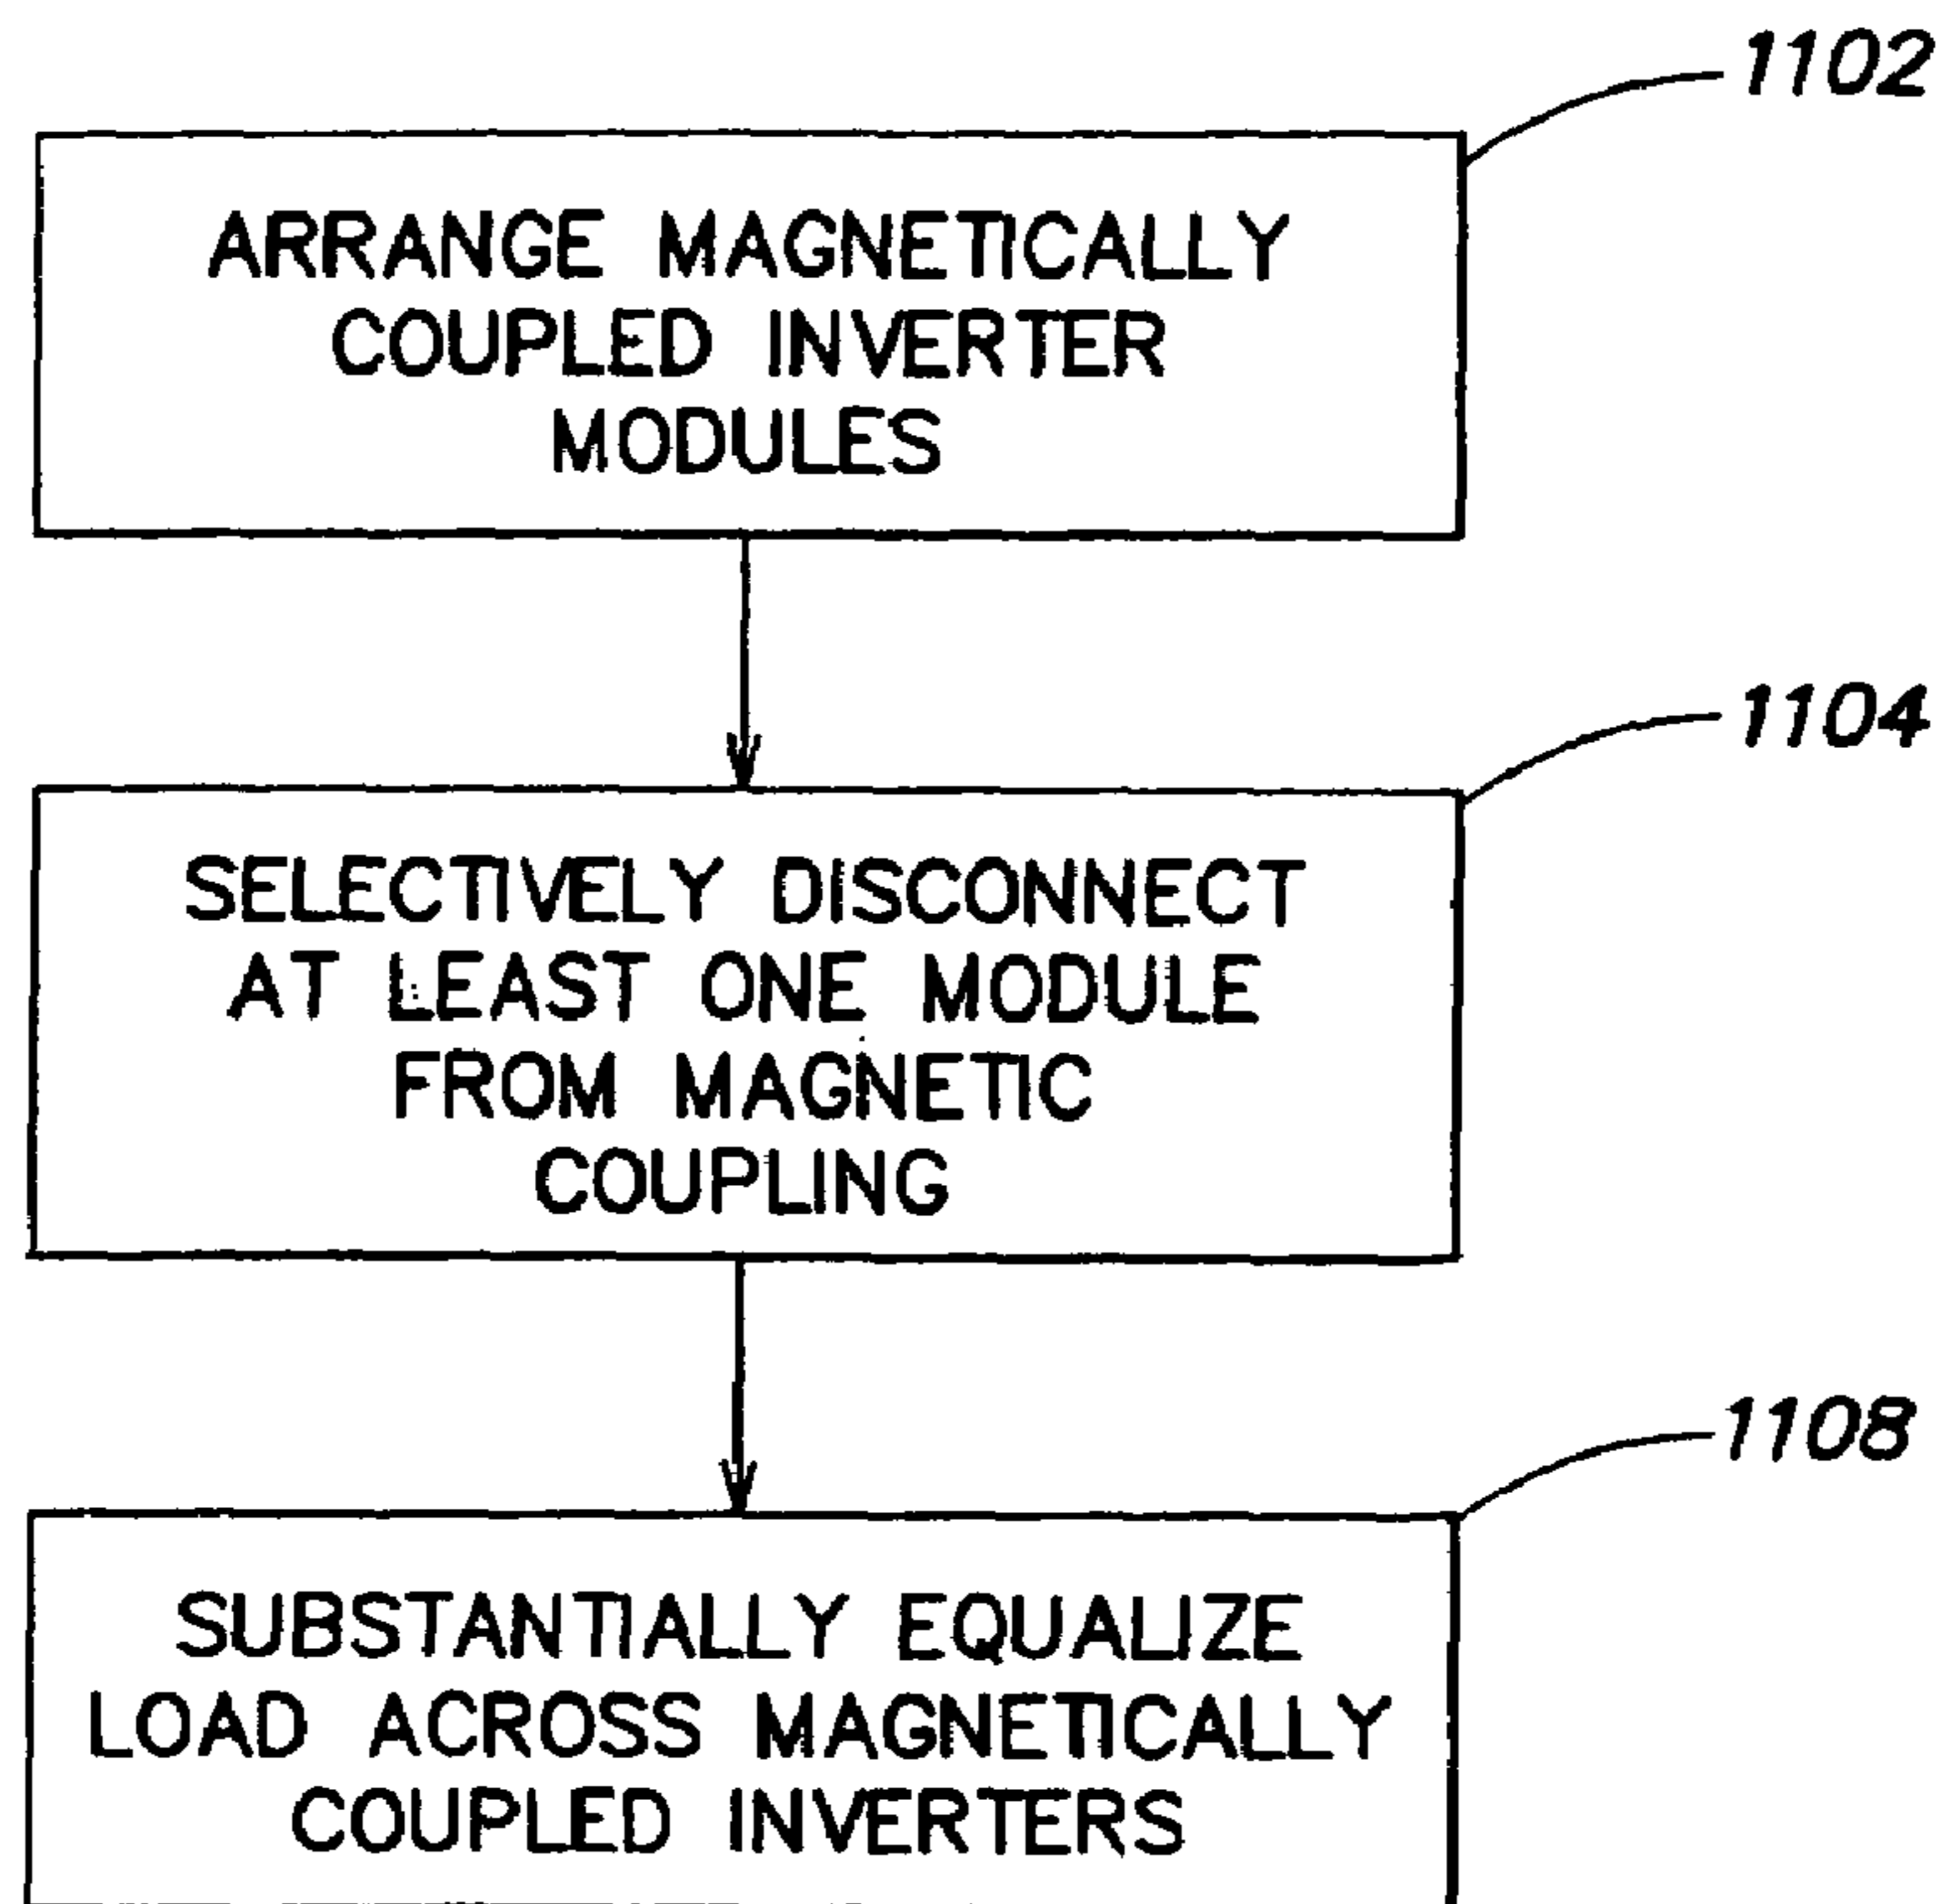 1102
ARRANGE MAGNETICALLY
COUPLED INVERTER
MODULES
1104
SELECTIVELY DISCONNECT
AT LEAST ONE MODULE
FROM MAGNETIC
COUPLING
1108
SUBSTANTIALLY EQUALIZE
LOAD ACROSS MAGNETICALLY
COUPLED INVERTERS